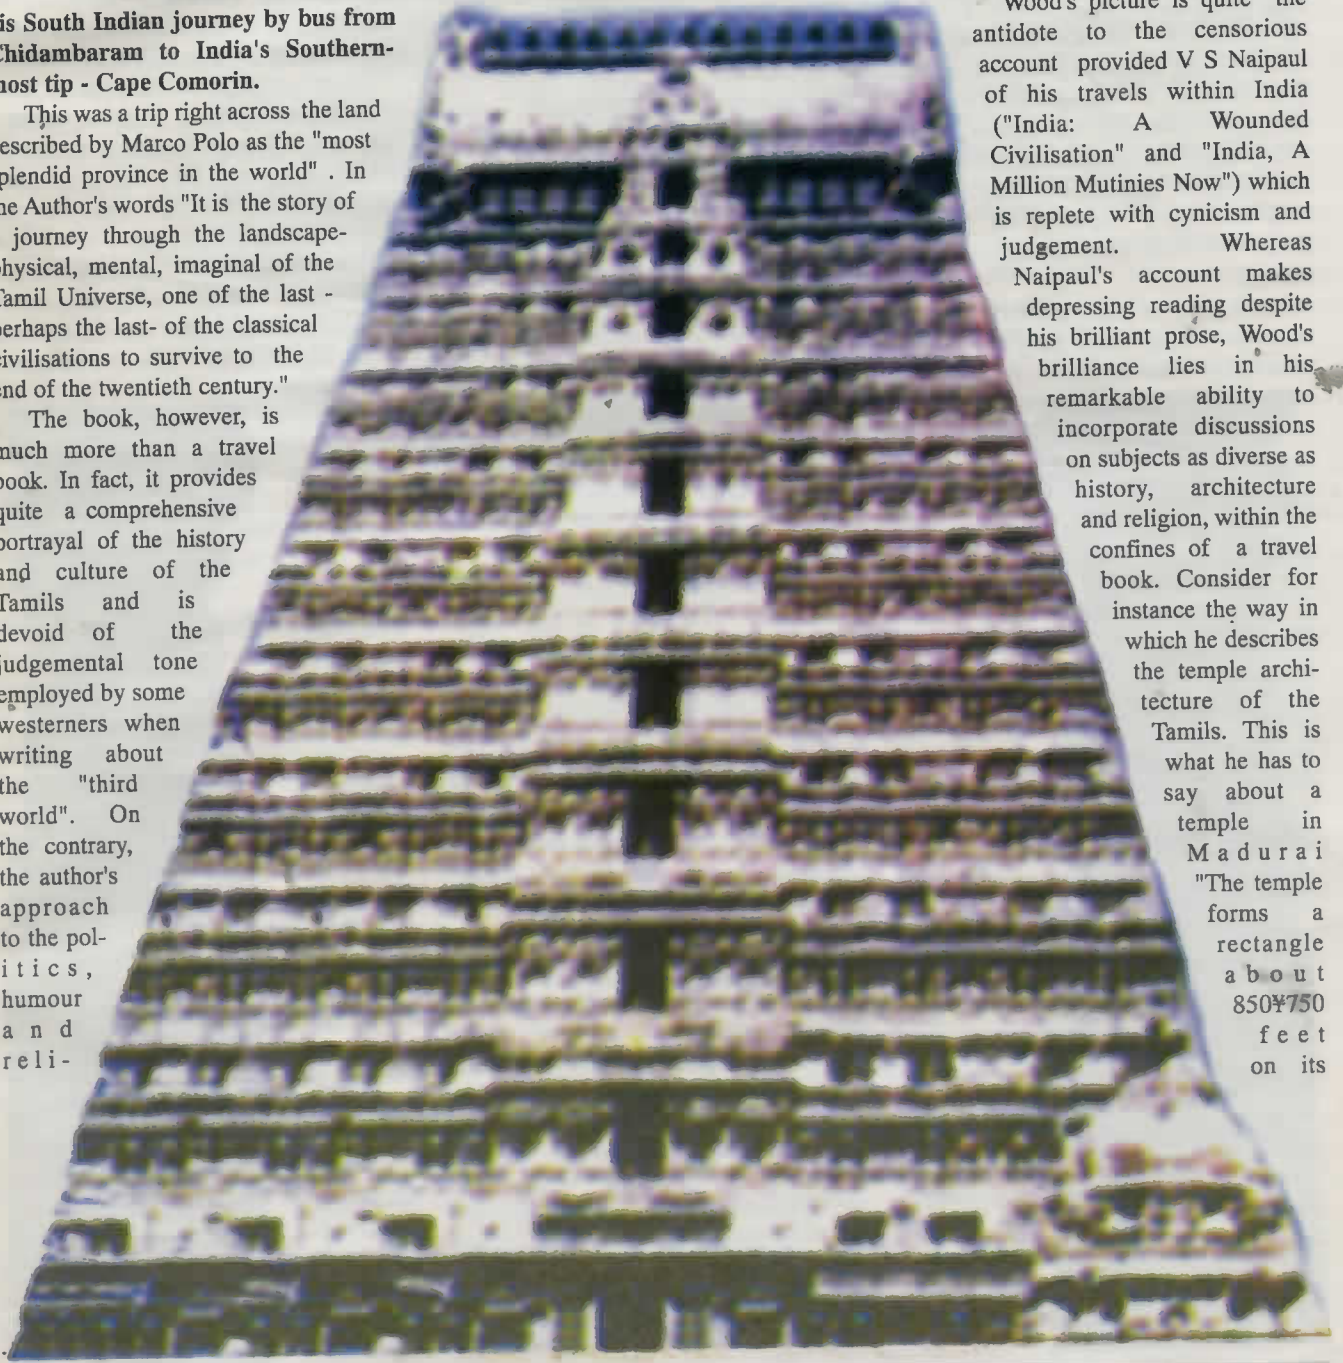 is South Indian journey by bus from
Chidambaram to India's Southern-
most tip - Cape Comorin.
This was a trip right across the land
described by Marco Polo as the "most
splendid province in the world" . In
the Author's words "It is the story of
journey through the landscape-
physical, mental, imaginal of the
Tamil Universe, one of the last -
perhaps the last- of the classical
civilisations to survive to the
end of the twentieth century."
The book, however, is
much more than a travel
book. In fact, it provides
quite a comprehensive
portrayal of the history
and culture of the
Tamils and is
devoid of the
judgemental tone
employed by some
westerners when
writing about
the "third
world". On
the contrary,
the author's
approach
to the pol-
itics,
humour
and
reli-
Wood's picture is quite the
antidote to the censorious
account provided V S Naipaul
of his travels within India
("India: A Wounded
Civilisation" and "India, A
Million Mutinies Now") which
is replete with cynicism and
judgement. Whereas
Naipaul's account makes
depressing reading despite
his brilliant prose, Wood's
brilliance lies in his
remarkable ability to
incorporate discussions
on subjects as diverse as
history, architecture
and religion, within the
confines of a travel
book. Consider for
instance the way in
which he describes
the temple archi-
tecture of the
Tamils. This is
what he has to
say about a
temple in
Madurai
"The temple
forms a
rectangle
about
850¥750
feet
on its